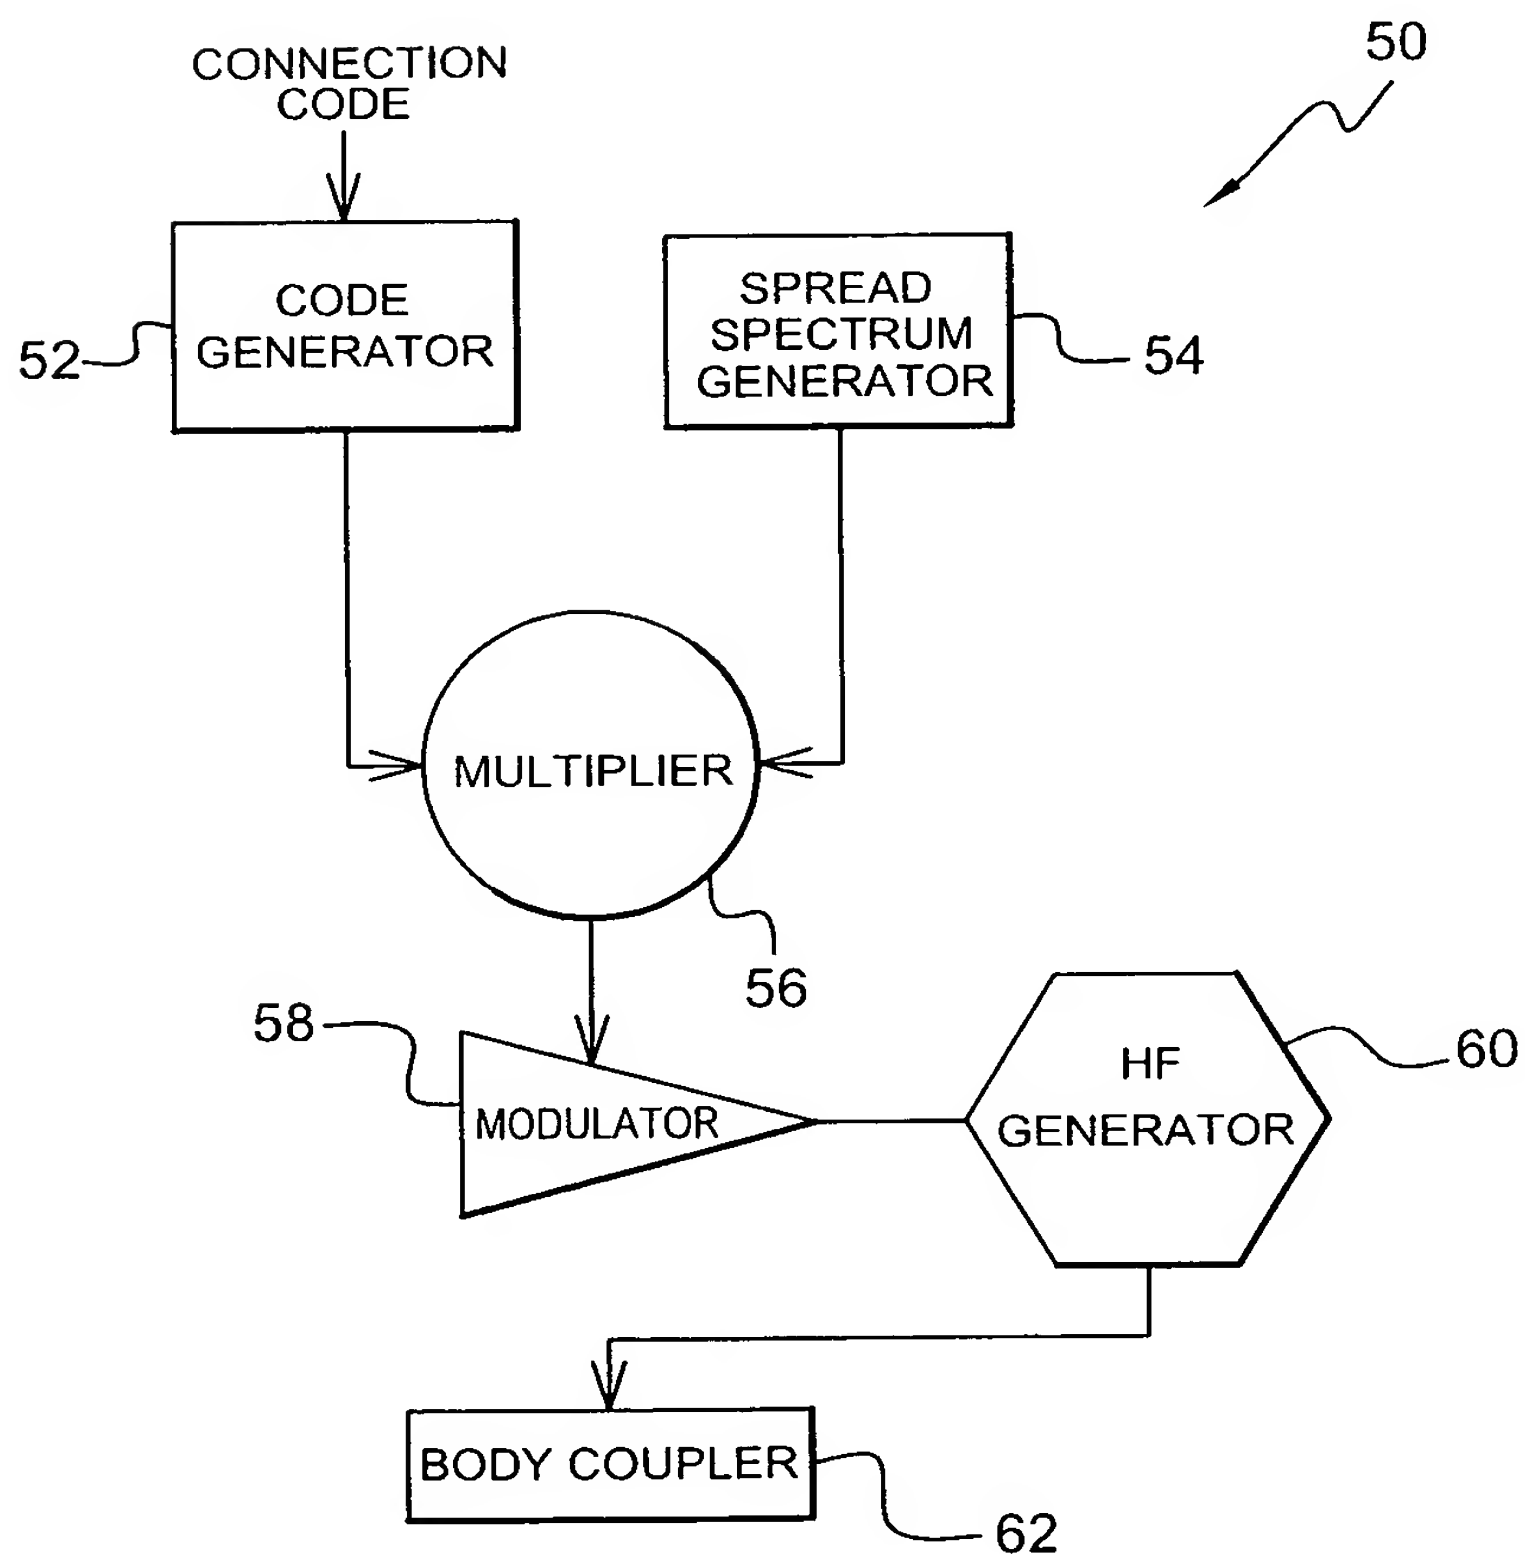 50
CONNECTION
CODE
CODE
GENERATOR
52
SPREAD
SPECTRUM
GENERATOR
54
MULTIPLIER
56
58
MODULATOR
HF
GENERATOR
60
BODY COUPLER
62